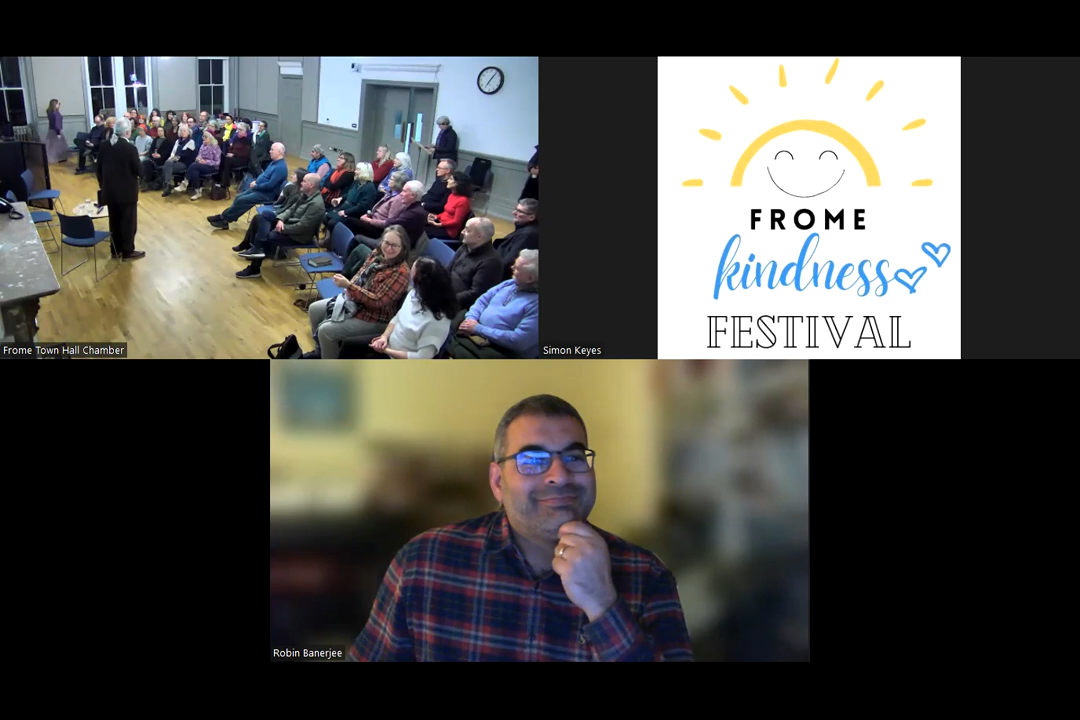 Frome Town Hall Chamber
FROME
kindness
FESTIVAL
Simon Keyes
Robin Banerjee